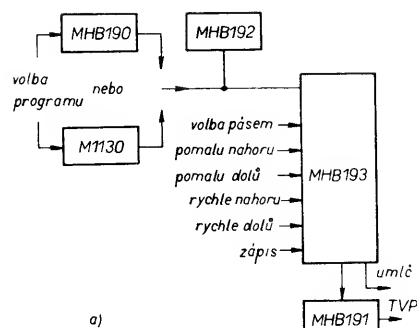 MHB190
MHB192
volba programu
nebo
M1130
volba pásem
pomalu nahoru
pomalu dolů
rychle nahoru
rychle dolů
zápis
MHB193
umlč
TVP
MHB191
a)